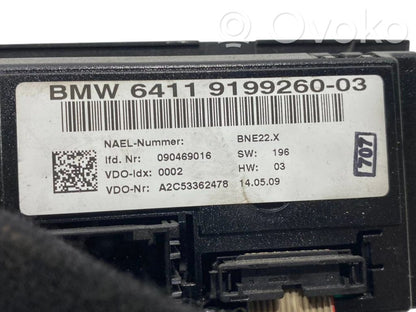 Ovoko
BMW 6411 9199260-03
NAEL-Nummer: BNE22.X
lfd. Nr: 090469016 SW: 196
VDO-Idx: 0002 HW: 03
VDO-Nr: A2C53362478 14.05.09
707